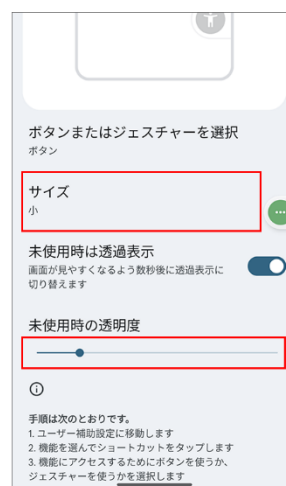 ボタンまたはジェスチャーを選択
ボタン
サイズ
小
未使用時は透過表示
画面が見やすくなるよう数秒後に透過表示に
切り替えます
未使用時の透明度
手順は次のとおりです。
1. ユーザー補助設定に移動します
2. 機能を選んでショートカットをタップします
3. 機能にアクセスするためにボタンを使うか、
ジェスチャーを使うかを選択します